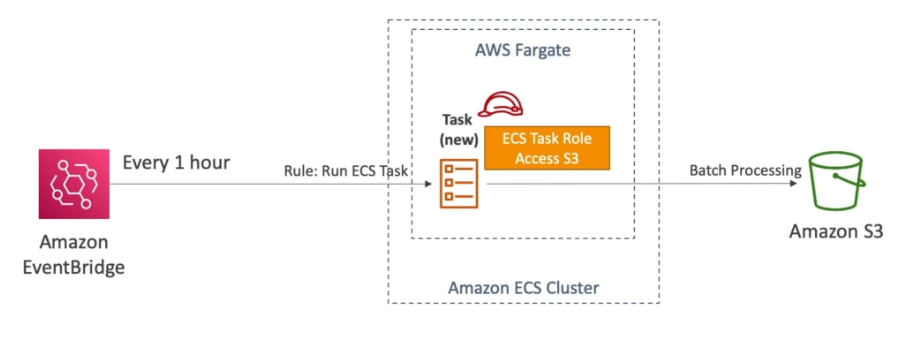 AWS Fargate
Task
(new)
ECS Task Role
Access S3
Every 1 hour
Rule: Run ECS Task
Batch Processing
Amazon
EventBridge
Amazon S3
Amazon ECS Cluster